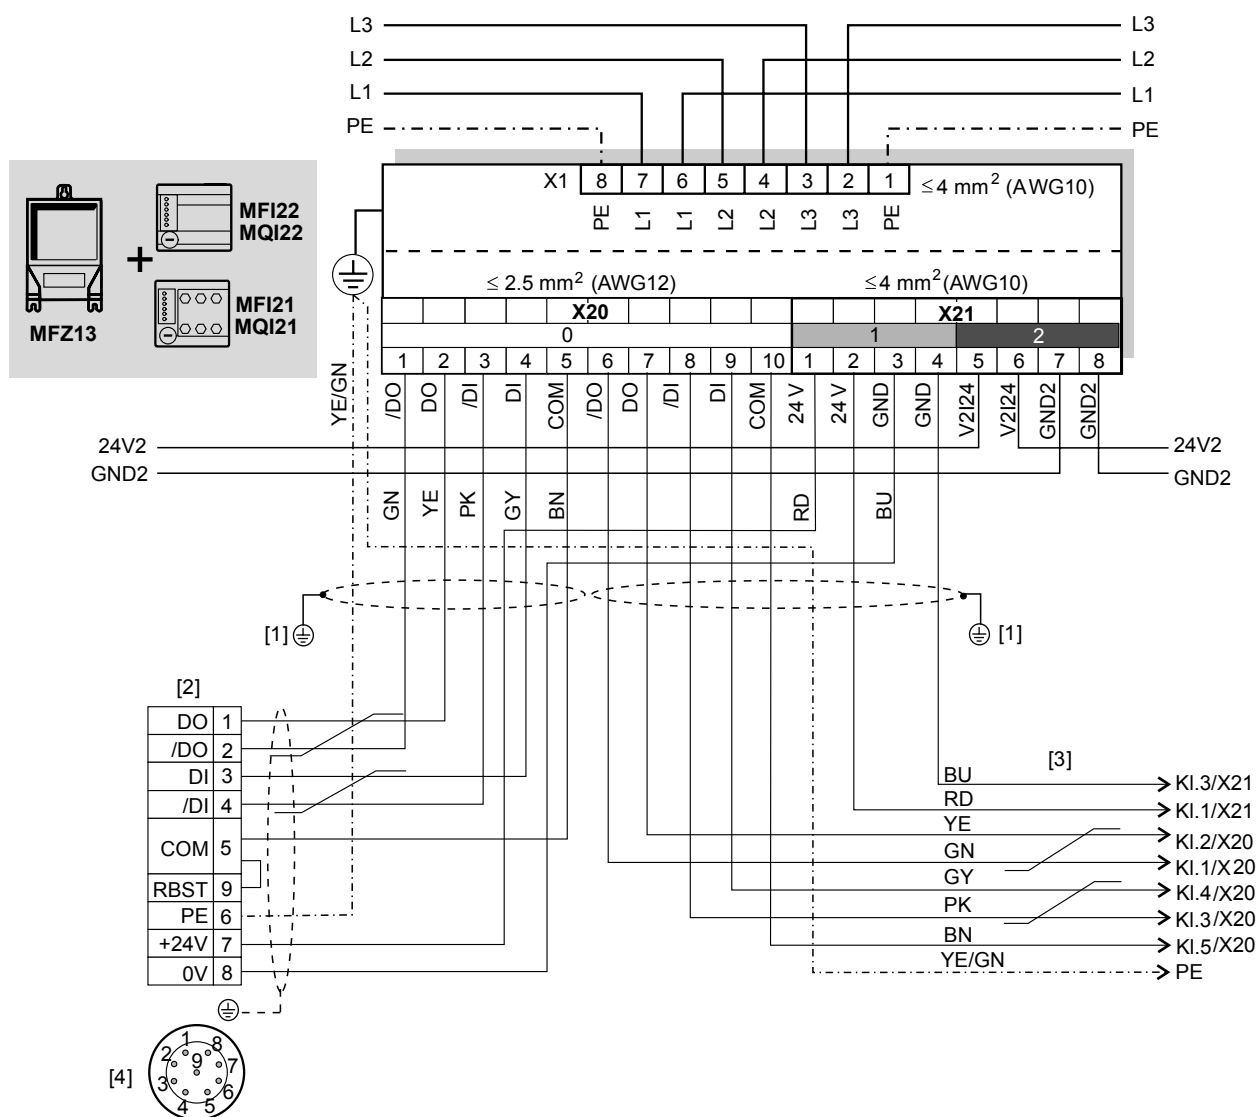 L3 L3
L2 L2
L1 L1
PE PE
X1 8 7 6 5 4 3 2 1 ≤ 4 mm² (AWG10)
PE L1 L1 L2 L2 L3 L3 PE
MFI22
MQI22
MFI21
MQI21
+
MFZ13
≤ 2.5 mm² (AWG12) ≤ 4 mm² (AWG10)
X20 X21
0 1 2
1 2 3 4 5 6 7 8 9 10 1 2 3 4 5 6 7 8
YE/GN /DO DO /DI DI COM /DO DO /DI DI COM 24 V 24 V GND GND V2I24 V2I24 GND2 GND2
24V2 24V2
GND2 GND2
GN YE PK GY BN RD BU
[1] [1]
[2]
DO 1
/DO 2
DI 3
/DI 4
COM 5
RBST 9
PE 6
+24V 7
0V 8
[3]
BU KI.3/X21
RD KI.1/X21
YE KI.2/X20
GN KI.1/X20
GY KI.4/X20
PK KI.3/X20
BN KI.5/X20
YE/GN PE
[4] 1 2 3 4 5 6 7 8 9